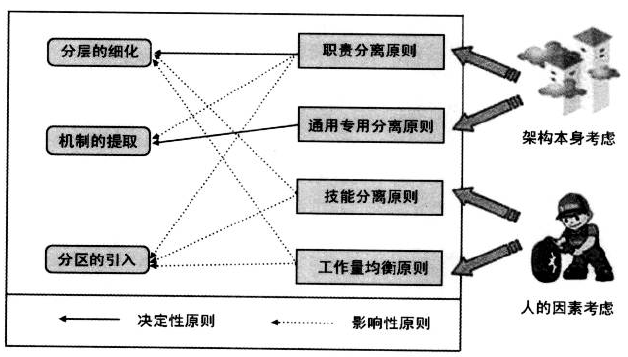 分层的细化
职责分离原则
机制的提取
通用专用分离原则
架构本身考虑
技能分离原则
分区的引入
工作量均衡原则
人的因素考虑
决定性原则
影响性原则